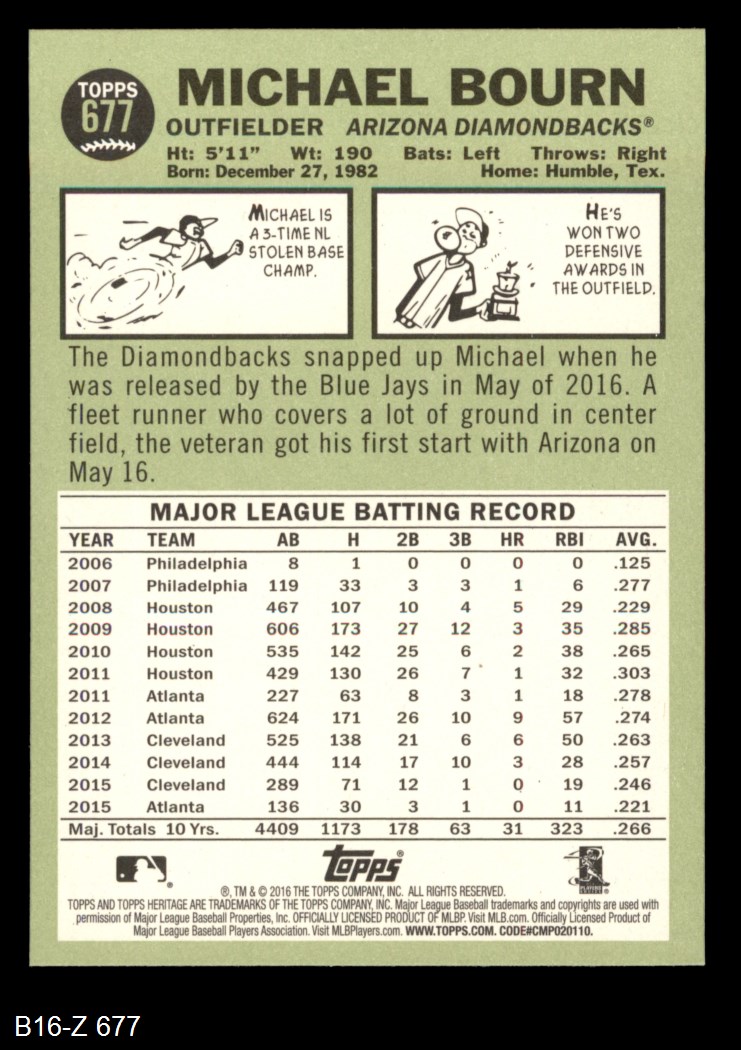 TOPPS
677
MICHAEL BOURN
OUTFIELDER ARIZONA DIAMONDBACKS®
Ht: 5'11" Wt: 190 Bats: Left Throws: Right
Born: December 27, 1982 Home: Humble, Tex.
MICHAEL IS
A 3-TIME NL
STOLEN BASE
CHAMP.
HE'S
WON TWO
DEFENSIVE
AWARDS IN
THE OUTFIELD.
The Diamondbacks snapped up Michael when he
was released by the Blue Jays in May of 2016. A
fleet runner who covers a lot of ground in center
field, the veteran got his first start with Arizona on
May 16.
MAJOR LEAGUE BATTING RECORD
YEAR TEAM AB H 2B 3B HR RBI AVG.
2006 Philadelphia 8 1 0 0 0 0 .125
2007 Philadelphia 119 33 3 3 1 6 .277
2008 Houston 467 107 10 4 5 29 .229
2009 Houston 606 173 27 12 3 35 .285
2010 Houston 535 142 25 6 2 38 .265
2011 Houston 429 130 26 7 1 32 .303
2011 Atlanta 227 63 8 3 1 18 .278
2012 Atlanta 624 171 26 10 9 57 .274
2013 Cleveland 525 138 21 6 6 50 .263
2014 Cleveland 444 114 17 10 3 28 .257
2015 Cleveland 289 71 12 1 0 19 .246
2015 Atlanta 136 30 3 1 0 11 .221
Maj. Totals 10 Yrs. 4409 1173 178 63 31 323 .266
topps®
®, TM & © 2016 THE TOPPS COMPANY, INC. ALL RIGHTS RESERVED.
TOPPS AND TOPPS HERITAGE ARE TRADEMARKS OF THE TOPPS COMPANY, INC. Major League Baseball trademarks and copyrights are used with
permission of Major League Baseball Properties, Inc. OFFICIALLY LICENSED PRODUCT OF MLBP. Visit MLB.com. Officially Licensed Product of
Major League Baseball Players Association. Visit MLBPlayers.com. WWW.TOPPS.COM. CODE#CMP020110.
B16-Z 677